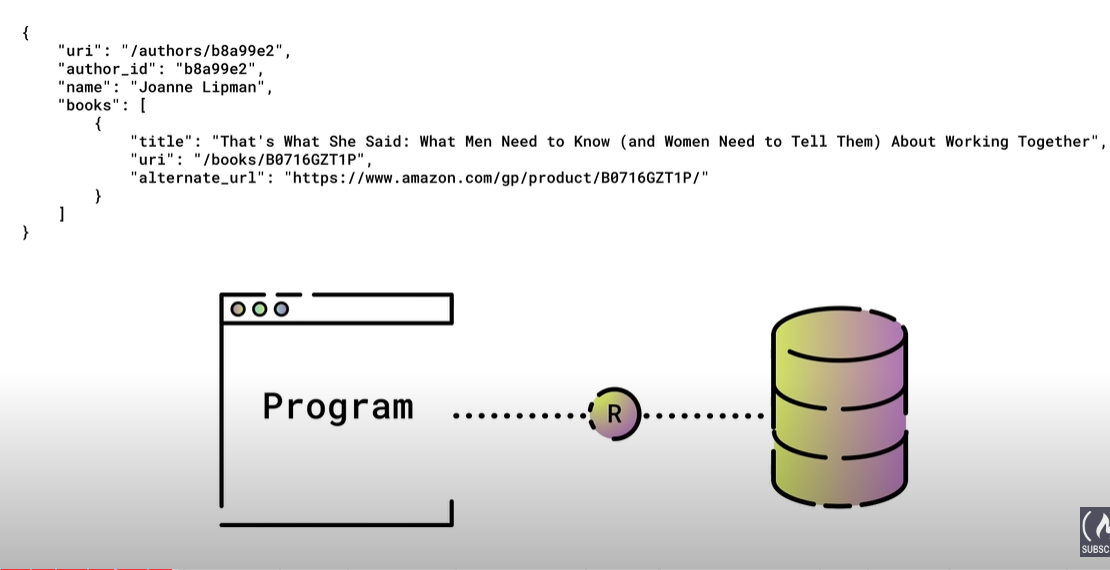 {
"uri": "/authors/b8a99e2",
"author_id": "b8a99e2",
"name": "Joanne Lipman",
"books": [
{
"title": "That's What She Said: What Men Need to Know (and Women Need to Tell Them) About Working Together",
"uri": "/books/B0716GZT1P",
"alternate_url": "https://www.amazon.com/gp/product/B0716GZT1P/"
}
]
}
Program
R